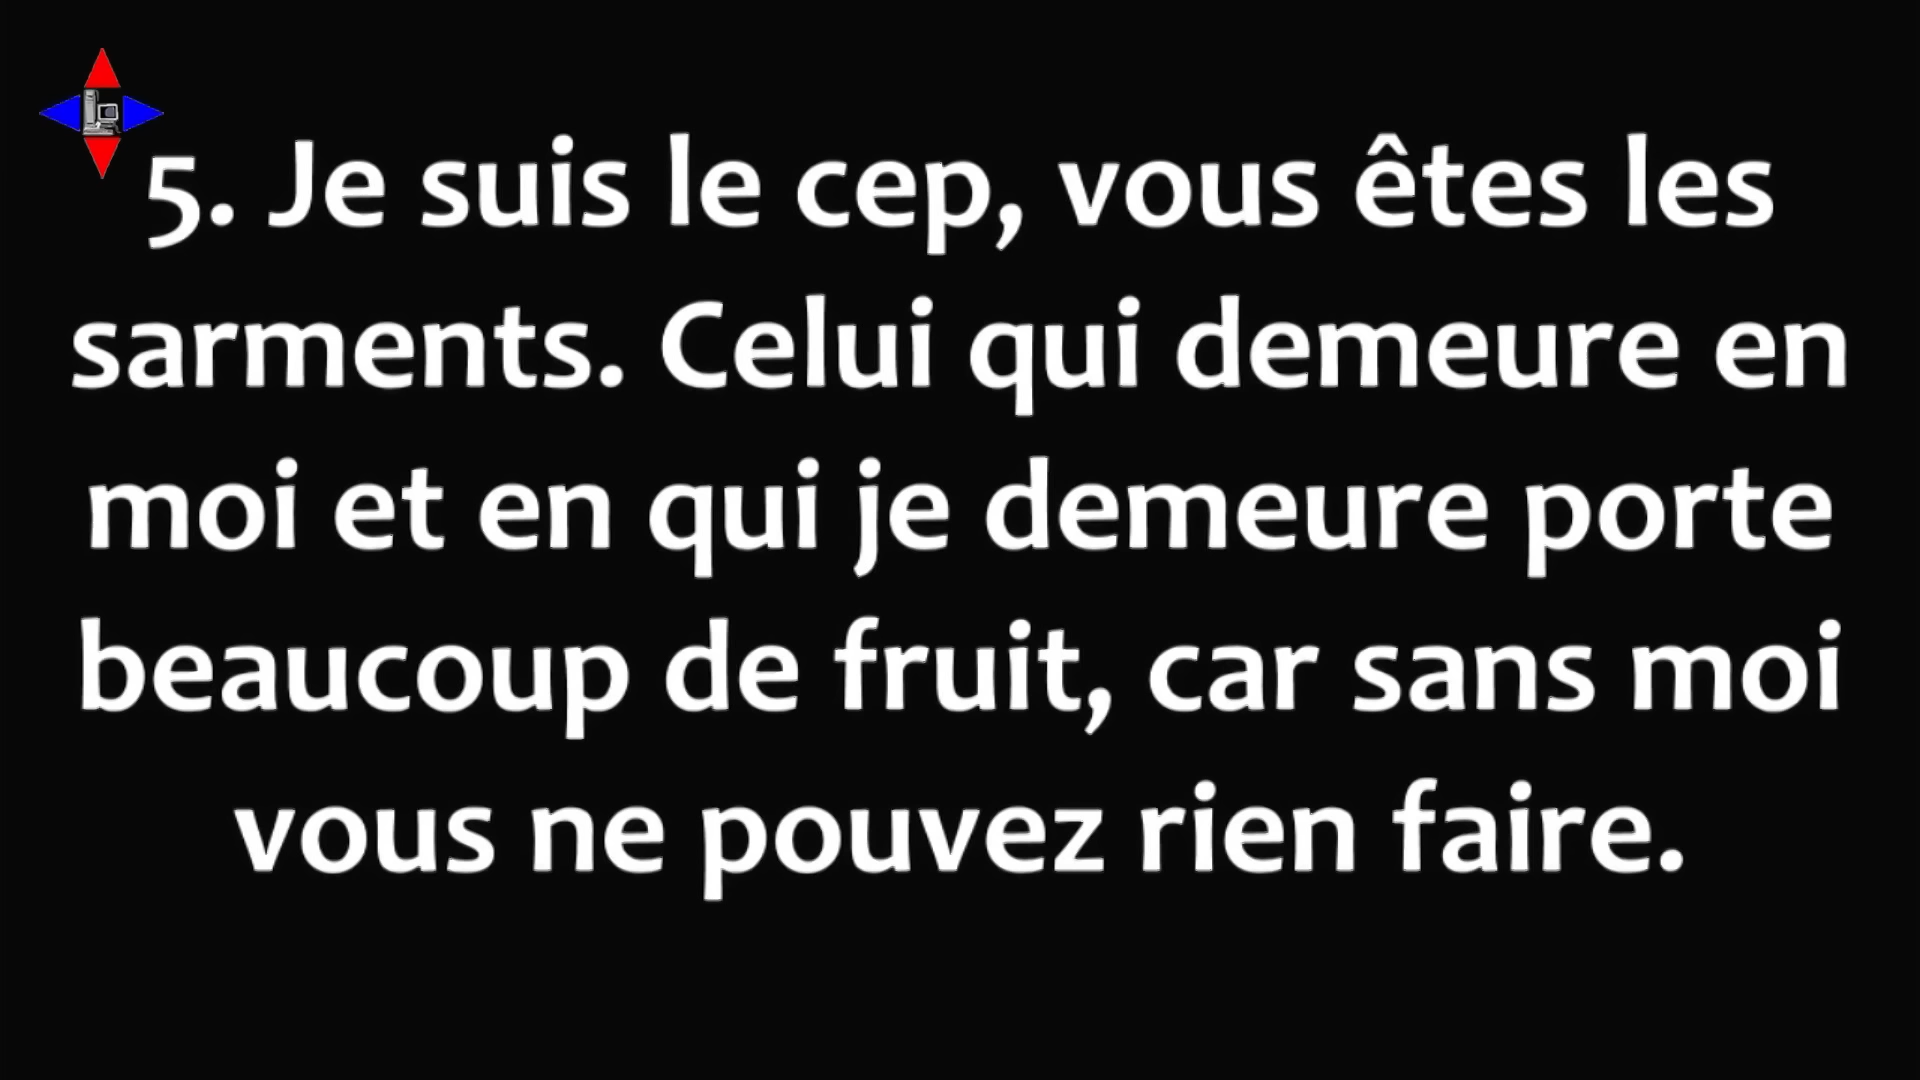 5. Je suis le cep, vous êtes les
sarments. Celui qui demeure en
moi et en qui je demeure porte
beaucoup de fruit, car sans moi
vous ne pouvez rien faire.